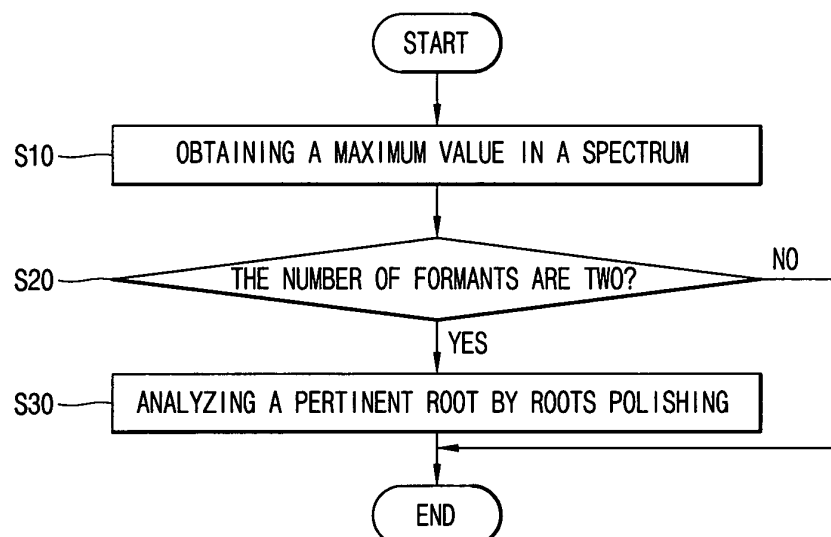 START
S10
OBTAINING A MAXIMUM VALUE IN A SPECTRUM
S20
THE NUMBER OF FORMANTS ARE TWO?
NO
YES
S30
ANALYZING A PERTINENT ROOT BY ROOTS POLISHING
END